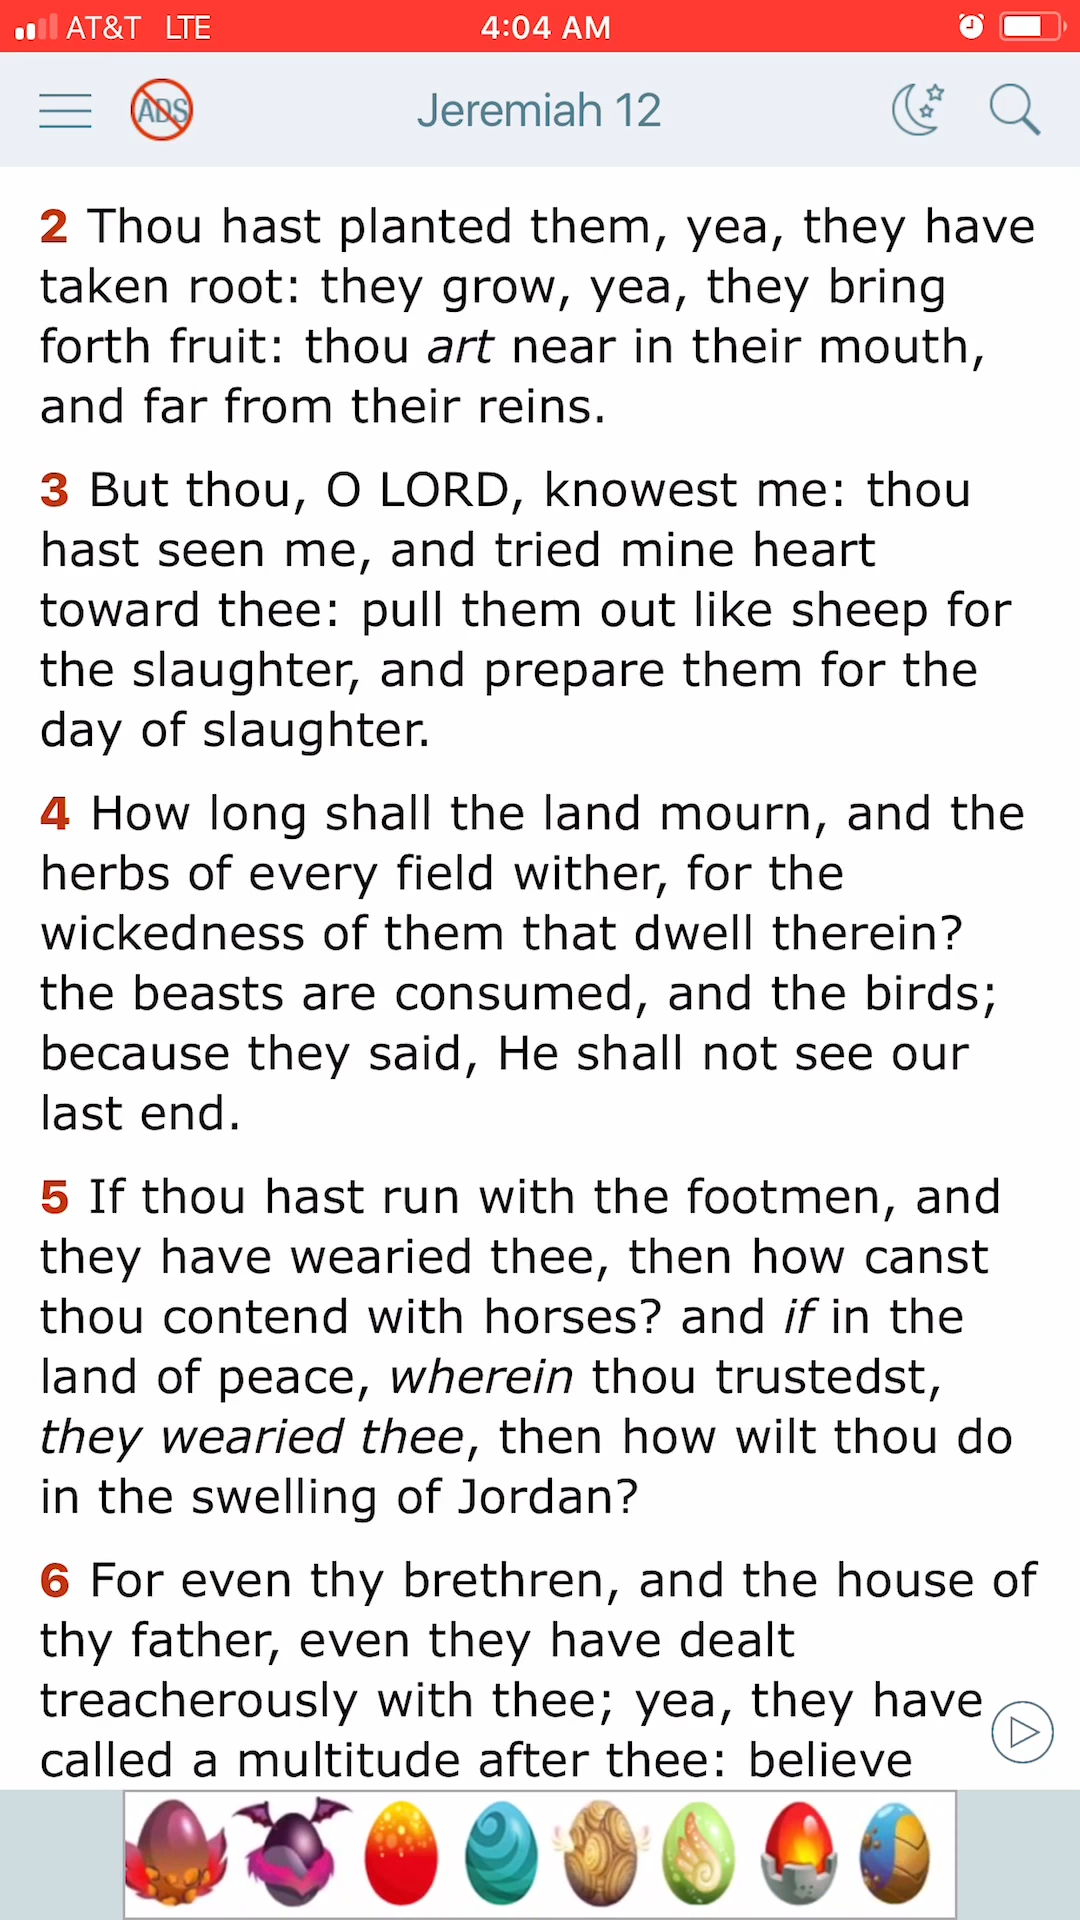 AT&T LTE 4:04 AM
ADS Jeremiah 12
2 Thou hast planted them, yea, they have
taken root: they grow, yea, they bring
forth fruit: thou art near in their mouth,
and far from their reins.
3 But thou, O LORD, knowest me: thou
hast seen me, and tried mine heart
toward thee: pull them out like sheep for
the slaughter, and prepare them for the
day of slaughter.
4 How long shall the land mourn, and the
herbs of every field wither, for the
wickedness of them that dwell therein?
the beasts are consumed, and the birds;
because they said, He shall not see our
last end.
5 If thou hast run with the footmen, and
they have wearied thee, then how canst
thou contend with horses? and if in the
land of peace, wherein thou trustedst,
they wearied thee, then how wilt thou do
in the swelling of Jordan?
6 For even thy brethren, and the house of
thy father, even they have dealt
treacherously with thee; yea, they have
called a multitude after thee: believe